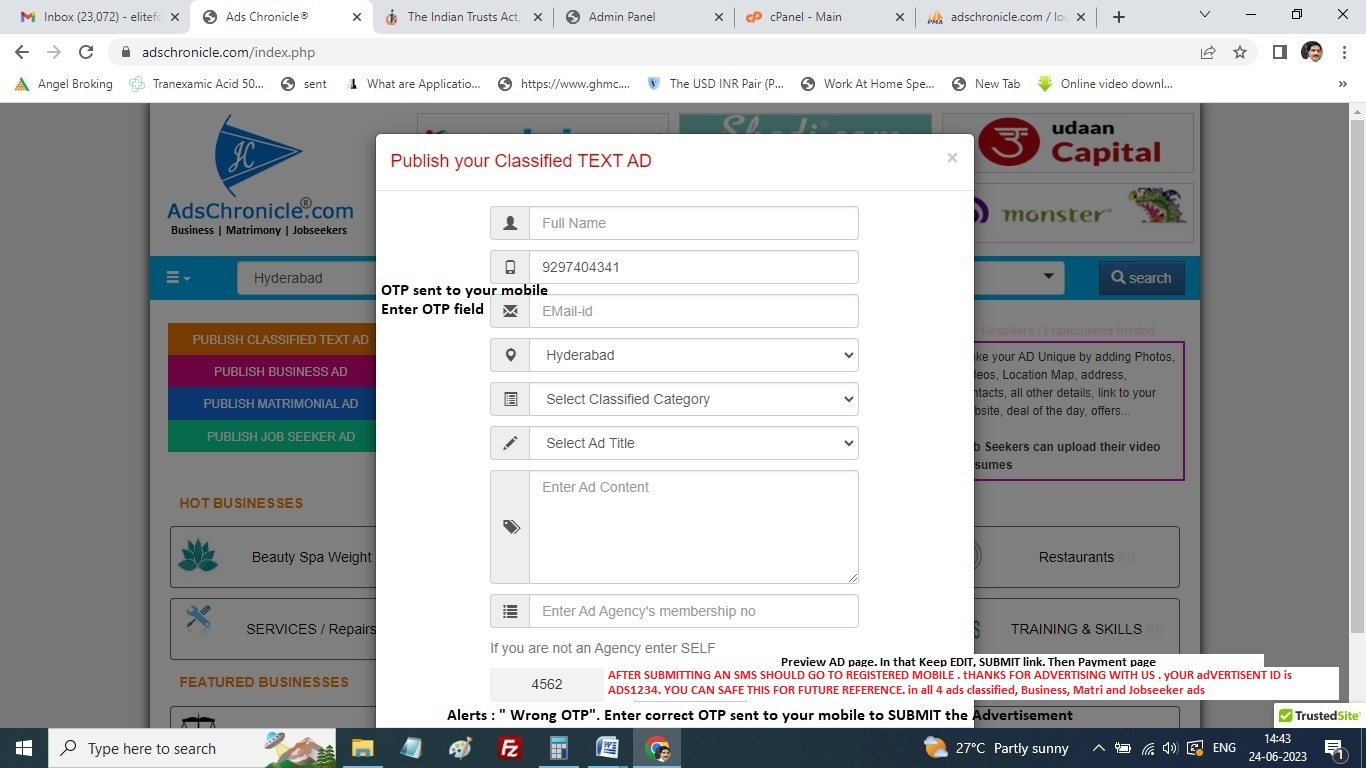 Inbox (23,072) - elitefc
Ads Chronicle®
The Indian Trusts Act,
Admin Panel
cPanel - Main
adschronicle.com / loc
adschronicle.com/index.php
Angel Broking
Tranexamic Acid 50...
sent
What are Applicatio...
https://www.ghmc....
The USD INR Pair (P...
Work At Home Spe...
New Tab
Online video downl...
»
JC
AdsChronicle®.com
Business | Matrimony | Jobseekers
Shadi.com
udaan
Capital
monster
Publish your Classified TEXT AD
×
Full Name
9297404341
OTP sent to your mobile
Enter OTP field
EMail-id
Hyderabad
Select Classified Category
Select Ad Title
Enter Ad Content
Enter Ad Agency's membership no
If you are not an Agency enter SELF
4562
Preview AD page. In that Keep EDIT, SUBMIT link. Then Payment page
AFTER SUBMITTING AN SMS SHOULD GO TO REGISTERED MOBILE . tHANKS FOR ADVERTISING WITH US . yOUR adVERTISENT ID is
ADS1234. YOU CAN SAFE THIS FOR FUTURE REFERENCE. in all 4 ads classified, Business, Matri and Jobseeker ads
Alerts : " Wrong OTP". Enter correct OTP sent to your mobile to SUBMIT the Advertisement
Hyderabad
search
PUBLISH CLASSIFIED TEXT AD
PUBLISH BUSINESS AD
PUBLISH MATRIMONIAL AD
PUBLISH JOB SEEKER AD
Resellers / Franchisees Invited
ke your AD Unique by adding Photos,
leos, Location Map, address,
ntacts, all other details, link to your
bsite, deal of the day, offers...
b Seekers can upload their video
sumes
HOT BUSINESSES
Beauty Spa Weight
Restaurants (0)
SERVICES / Repairs
TRAINING & SKILLS (0)
FEATURED BUSINESSES
TrustedSite
Type here to search
27°C Partly sunny
ENG
14:43
24-06-2023
1